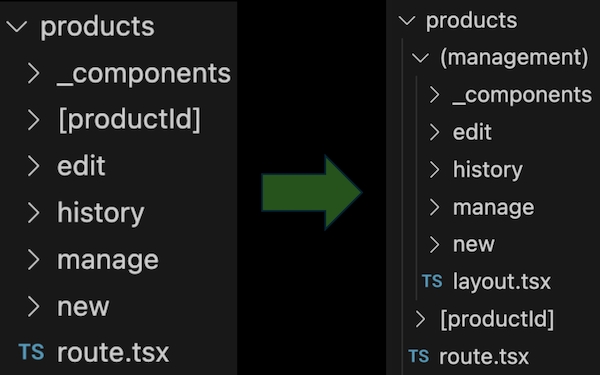 products
_components
[productId]
edit
history
manage
new
TS route.tsx
products
(management)
_components
edit
history
manage
new
TS layout.tsx
[productId]
TS route.tsx